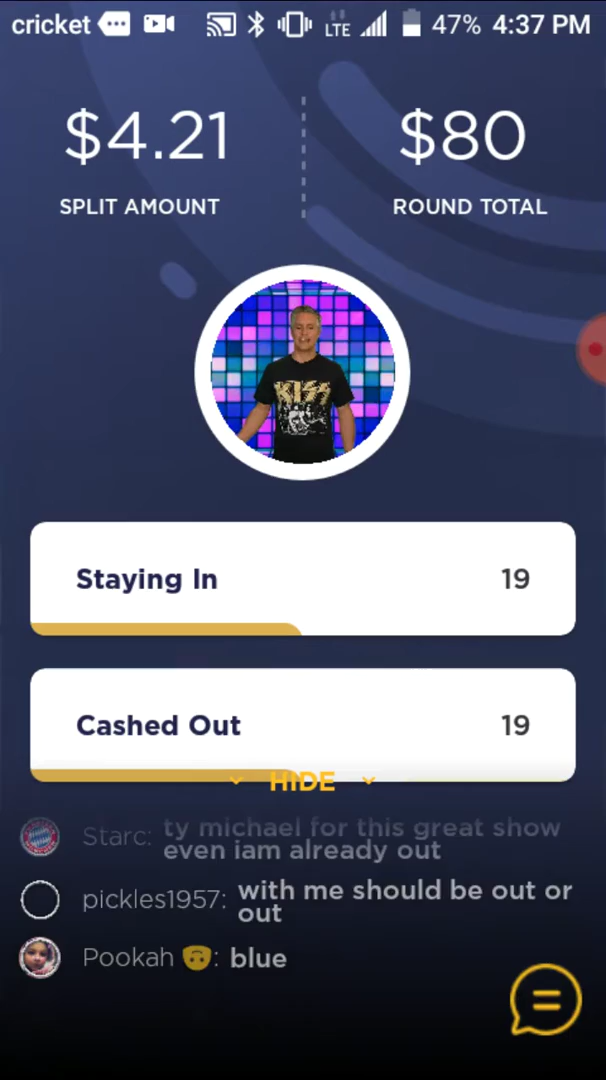 cricket LTE 47% 4:37 PM
$4.21 $80
SPLIT AMOUNT ROUND TOTAL
KISS
Staying In 19
Cashed Out 19
HIDE
Starc: ty michael for this great show
even iam already out
pickles1957: with me should be out or
out
Pookah 🙃: blue